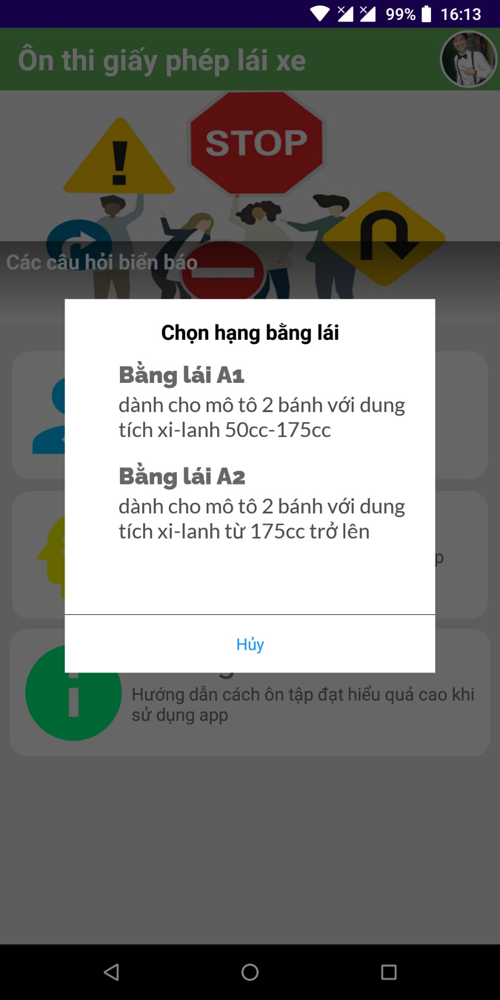 99% 16:13
Ôn thi giấy phép lái xe
STOP
Các câu hỏi biển báo
Chọn hạng bằng lái
Bằng lái A1
dành cho mô tô 2 bánh với dung
tích xi-lanh 50cc-175cc
Bằng lái A2
dành cho mô tô 2 bánh với dung
tích xi-lanh từ 175cc trở lên
Hủy
Hướng dẫn cách ôn tập đạt hiểu quả cao khi
sử dụng app